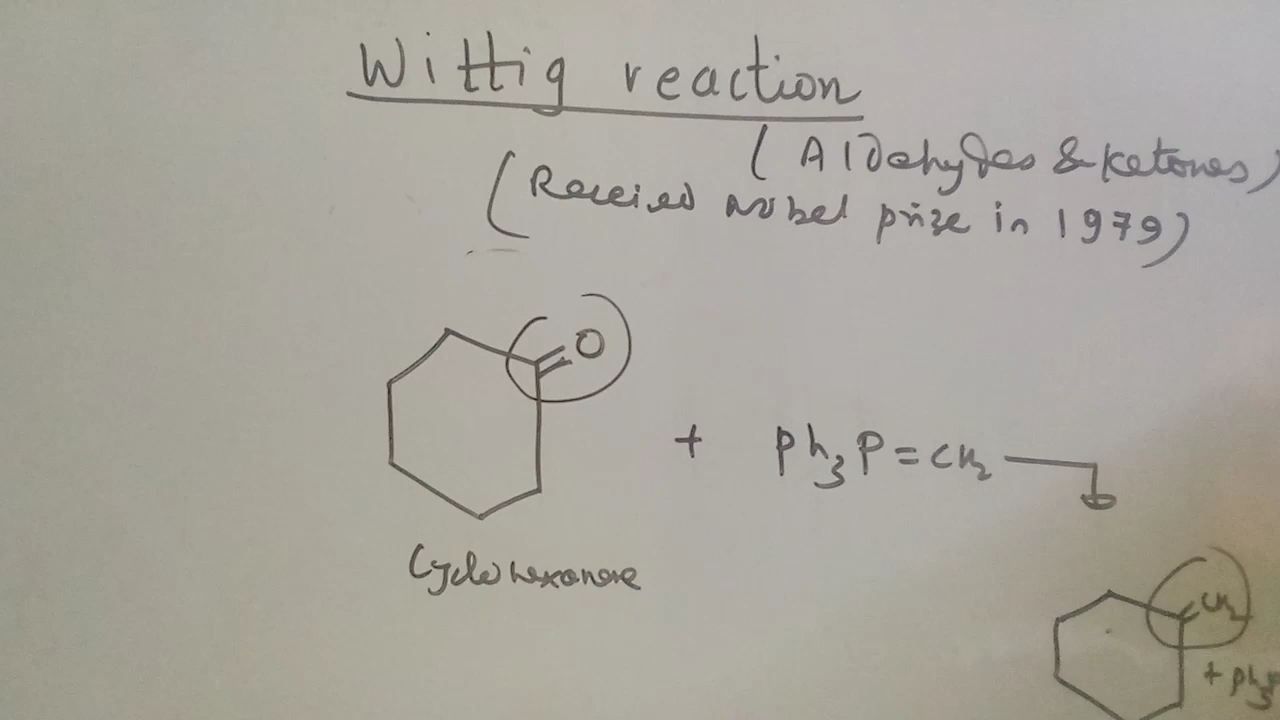 Wittig reaction
(Aldehydes & ketones)
(Received nobel prize in 1979)
O
+ Ph3P=CH2
Cyclohexanone
CH2
+ Ph3